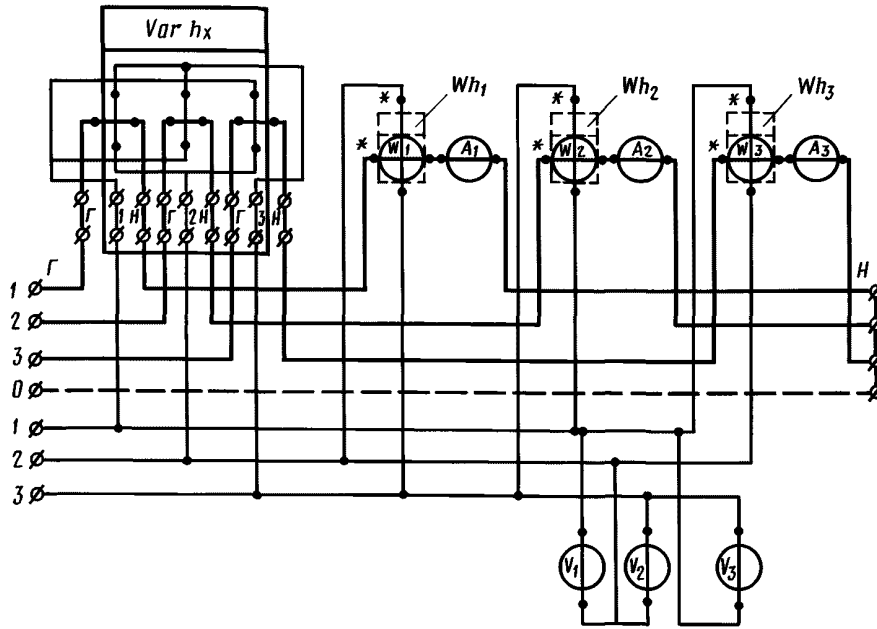 Var hx
* Wh1
* Wh2
* Wh3
* W1 A1
* W2 A2
* W3 A3
Г 1 Н Г 2 Н Г 3 Н
Г
Н
1
2
3
0
1
2
3
V1 V2 V3